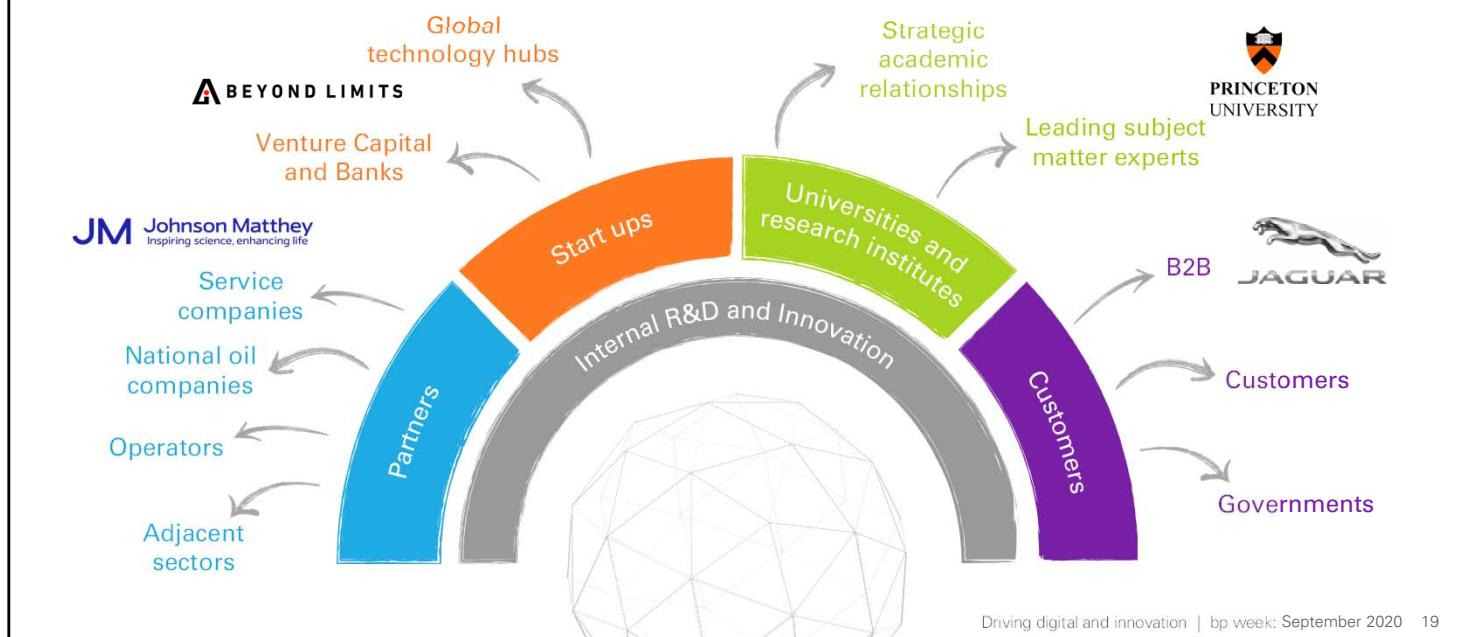 Global
technology hubs
BEYOND LIMITS
Venture Capital
and Banks
JM Johnson Matthey
Inspiring science, enhancing life
Service
companies
National oil
companies
Operators
Adjacent
sectors
Partners
Start ups
Internal R&D and Innovation
Universities and
research institutes
Customers
Strategic
academic
relationships
Leading subject
matter experts
PRINCETON
UNIVERSITY
B2B
JAGUAR
Customers
Governments
Driving digital and innovation | bp week: September 2020 19